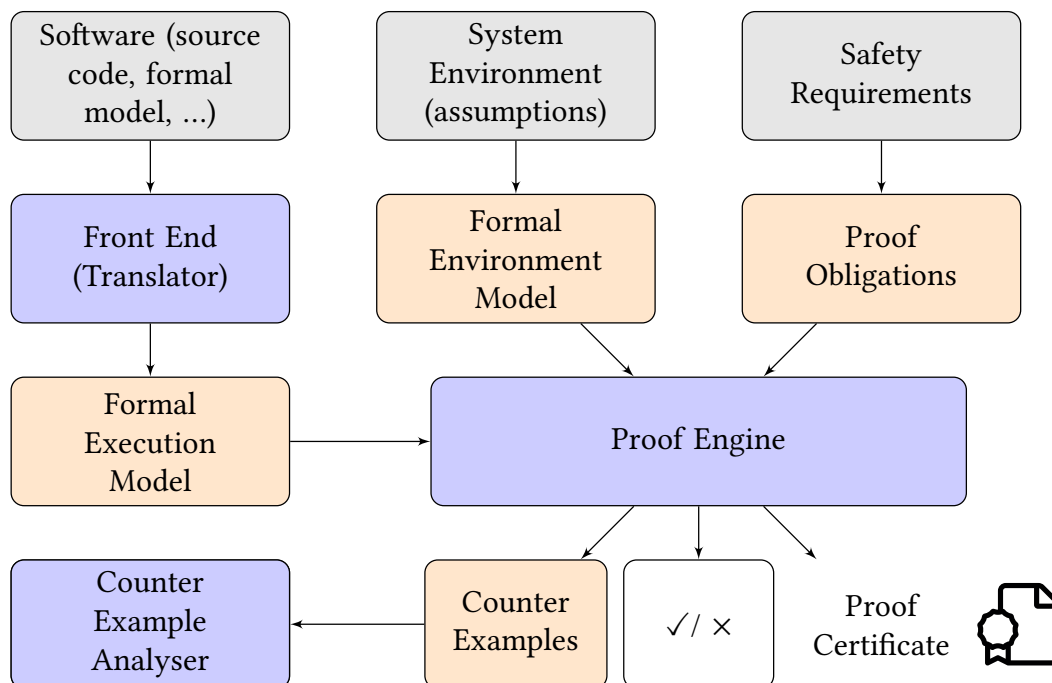 Software (source
code, formal
model, ...)
System
Environment
(assumptions)
Safety
Requirements
Front End
(Translator)
Formal
Environment
Model
Proof
Obligations
Formal
Execution
Model
Proof Engine
Counter
Example
Analyser
Counter
Examples
✓/ ×
Proof
Certificate